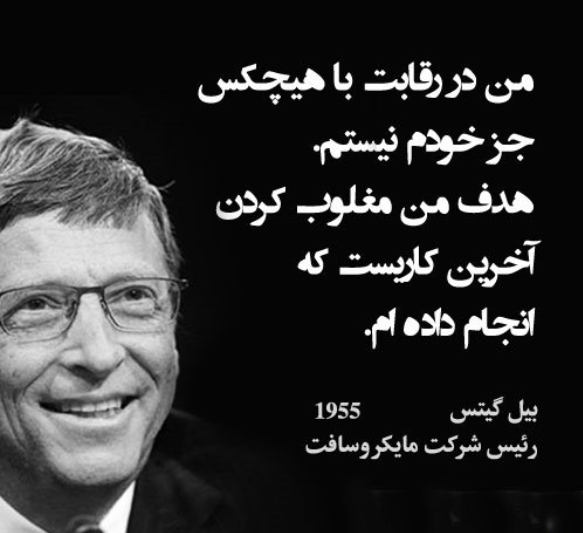 من در رقابت با هیچکس
جز خودم نیستم.
هدف من مغلوب کردن
آخرین کاریست که
انجام داده ام.
بیل گیتس 1955
رئیس شرکت مایکروسافت